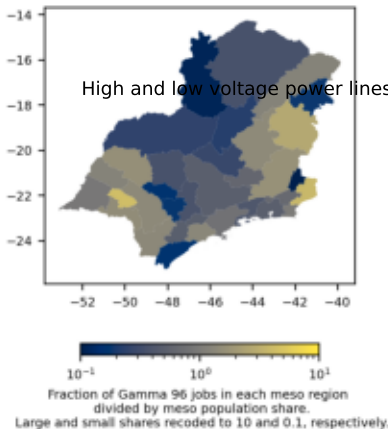 −14
−16
High and low voltage power lines
−18
−20
−22
−24
−52 −50 −48 −46 −44 −42 −40
10⁻¹ 10⁰ 10¹
Fraction of Gamma 96 jobs in each meso region
divided by meso population share.
Large and small shares recoded to 10 and 0.1, respectively